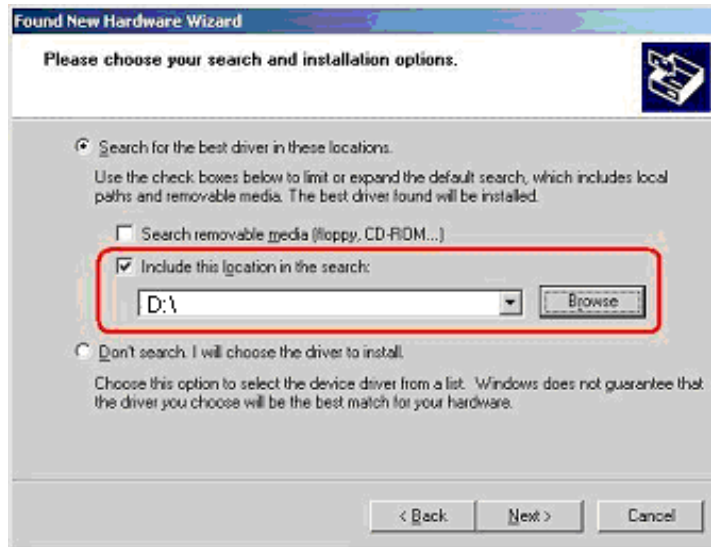 Found New Hardware Wizard
Please choose your search and installation options.
Search for the best driver in these locations.
Use the check boxes below to limit or expand the default search, which includes local
paths and removable media. The best driver found will be installed.
Search removable media (floppy, CD-ROM...)
Include this location in the search:
D:\
Browse
Don't search. I will choose the driver to install.
Choose this option to select the device driver from a list. Windows does not guarantee that
the driver you choose will be the best match for your hardware.
< Back Next > Cancel